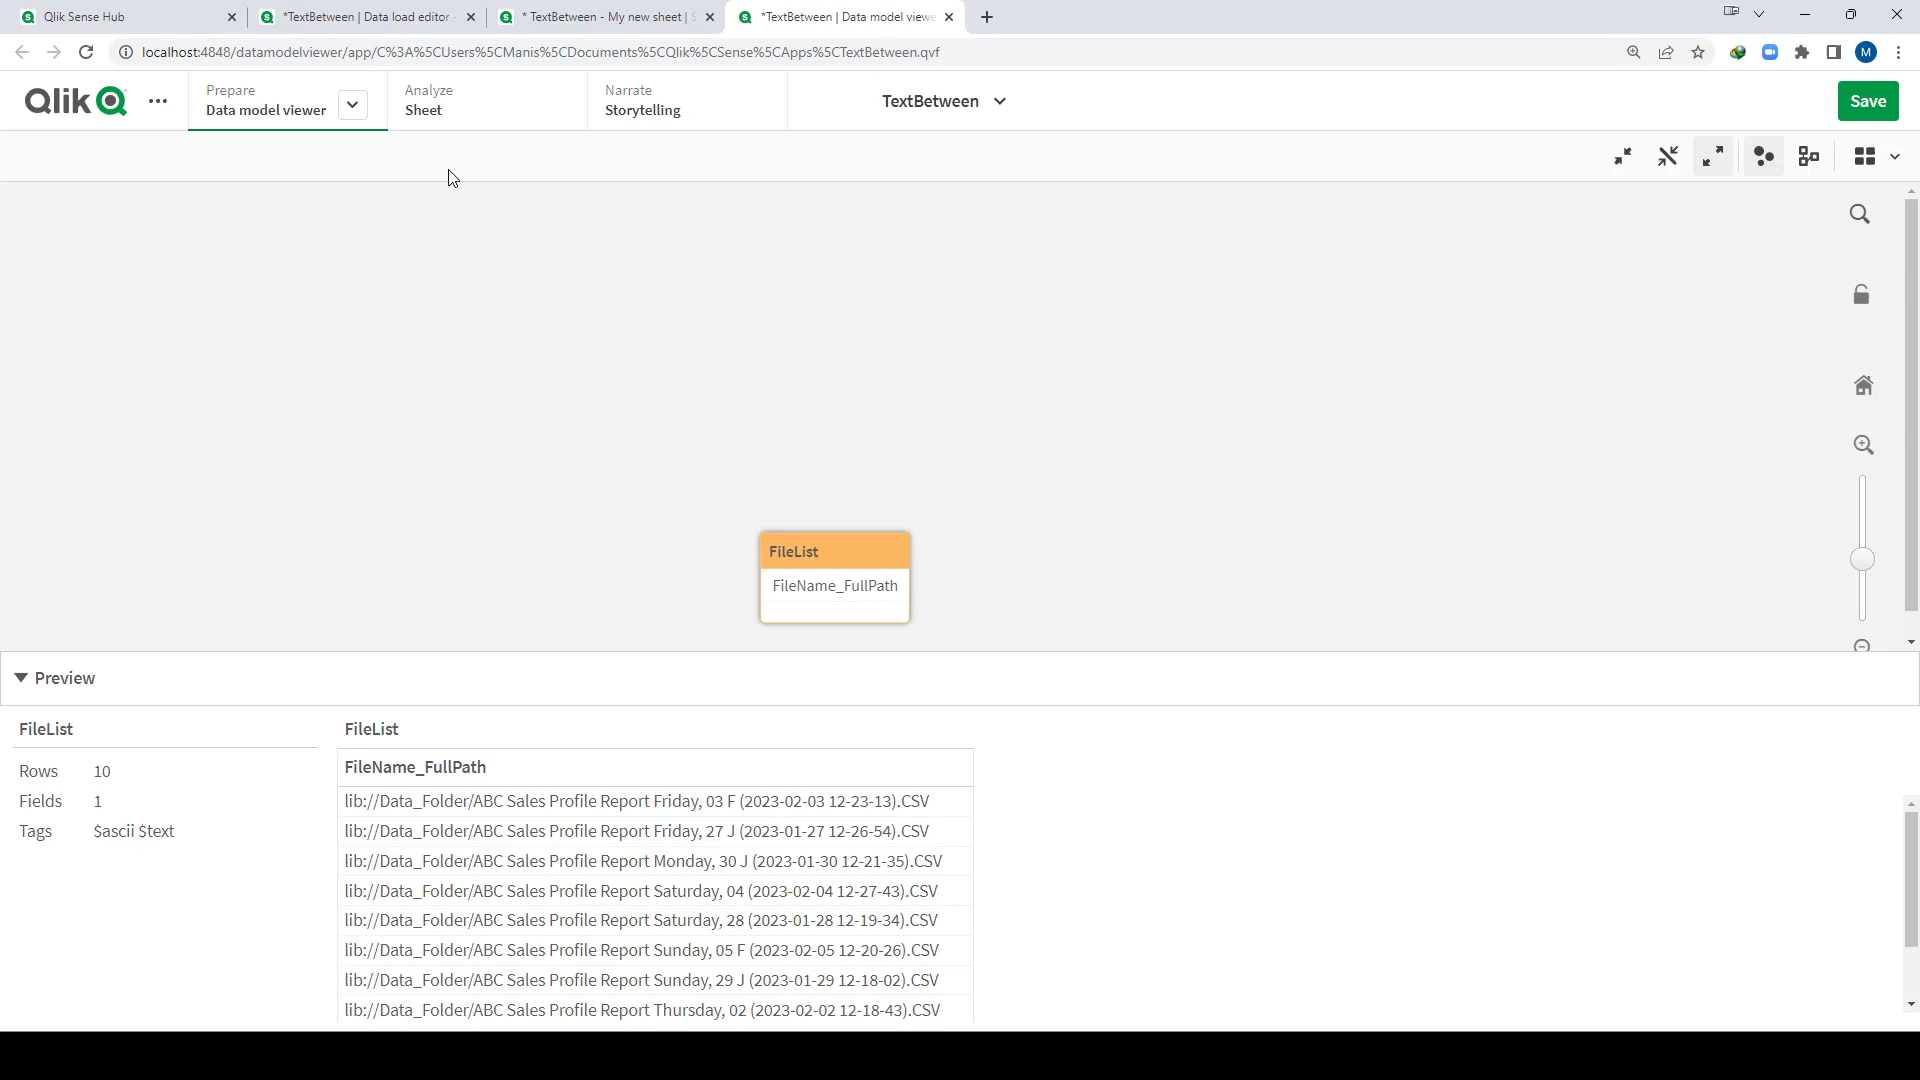 Qlik Sense Hub
*TextBetween | Data load editor
* TextBetween - My new sheet | S
*TextBetween | Data model viewe
localhost:4848/datamodelviewer/app/C%3A%5CUsers%5CManis%5CDocuments%5CQlik%5CSense%5CApps%5CTextBetween.qvf
M
Qlik
Prepare
Data model viewer
Analyze
Sheet
Narrate
Storytelling
TextBetween
Save
FileList
FileName_FullPath
Preview
FileList
Rows 10
Fields 1
Tags $ascii $text
FileList
FileName_FullPath
lib://Data_Folder/ABC Sales Profile Report Friday, 03 F (2023-02-03 12-23-13).CSV
lib://Data_Folder/ABC Sales Profile Report Friday, 27 J (2023-01-27 12-26-54).CSV
lib://Data_Folder/ABC Sales Profile Report Monday, 30 J (2023-01-30 12-21-35).CSV
lib://Data_Folder/ABC Sales Profile Report Saturday, 04 (2023-02-04 12-27-43).CSV
lib://Data_Folder/ABC Sales Profile Report Saturday, 28 (2023-01-28 12-19-34).CSV
lib://Data_Folder/ABC Sales Profile Report Sunday, 05 F (2023-02-05 12-20-26).CSV
lib://Data_Folder/ABC Sales Profile Report Sunday, 29 J (2023-01-29 12-18-02).CSV
lib://Data_Folder/ABC Sales Profile Report Thursday, 02 (2023-02-02 12-18-43).CSV